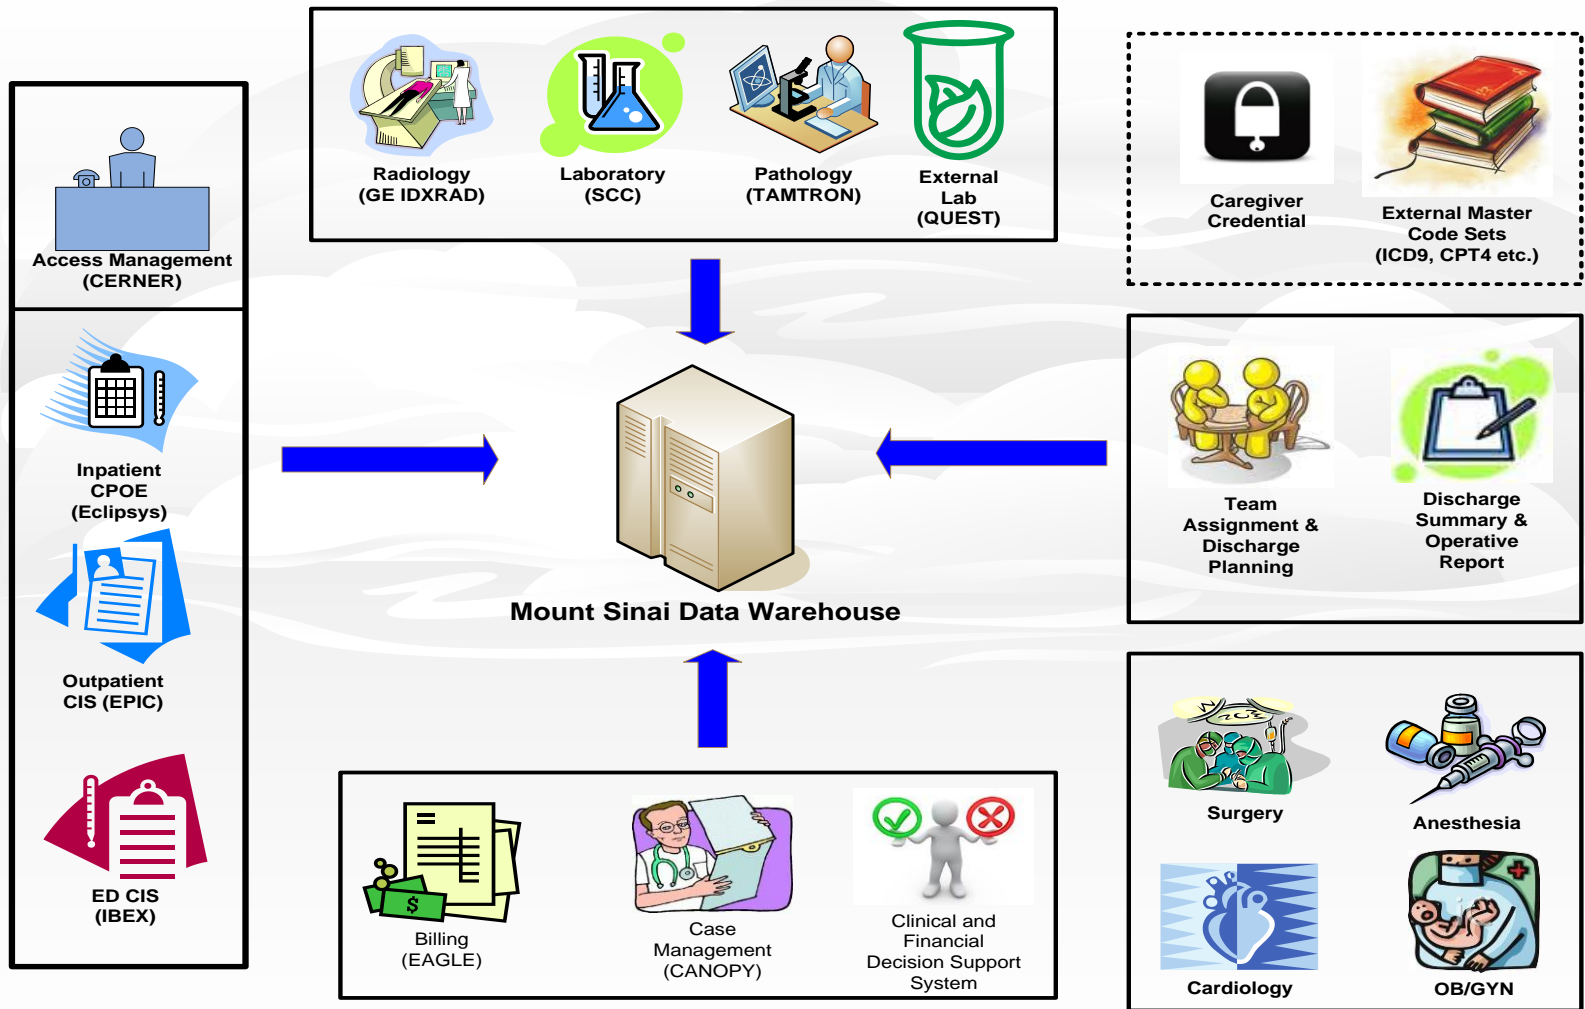 Radiology
(GE IDXRAD)
Laboratory
(SCC)
Pathology
(TAMTRON)
External
Lab
(QUEST)
Caregiver
Credential
External Master
Code Sets
(ICD9, CPT4 etc.)
Access Management
(CERNER)
Inpatient
CPOE
(Eclipsys)
Outpatient
CIS (EPIC)
ED CIS
(IBEX)
Mount Sinai Data Warehouse
Team
Assignment &
Discharge
Planning
Discharge
Summary &
Operative
Report
$
Billing
(EAGLE)
Case
Management
(CANOPY)
Clinical and
Financial
Decision Support
System
Surgery
Anesthesia
Cardiology
OB/GYN